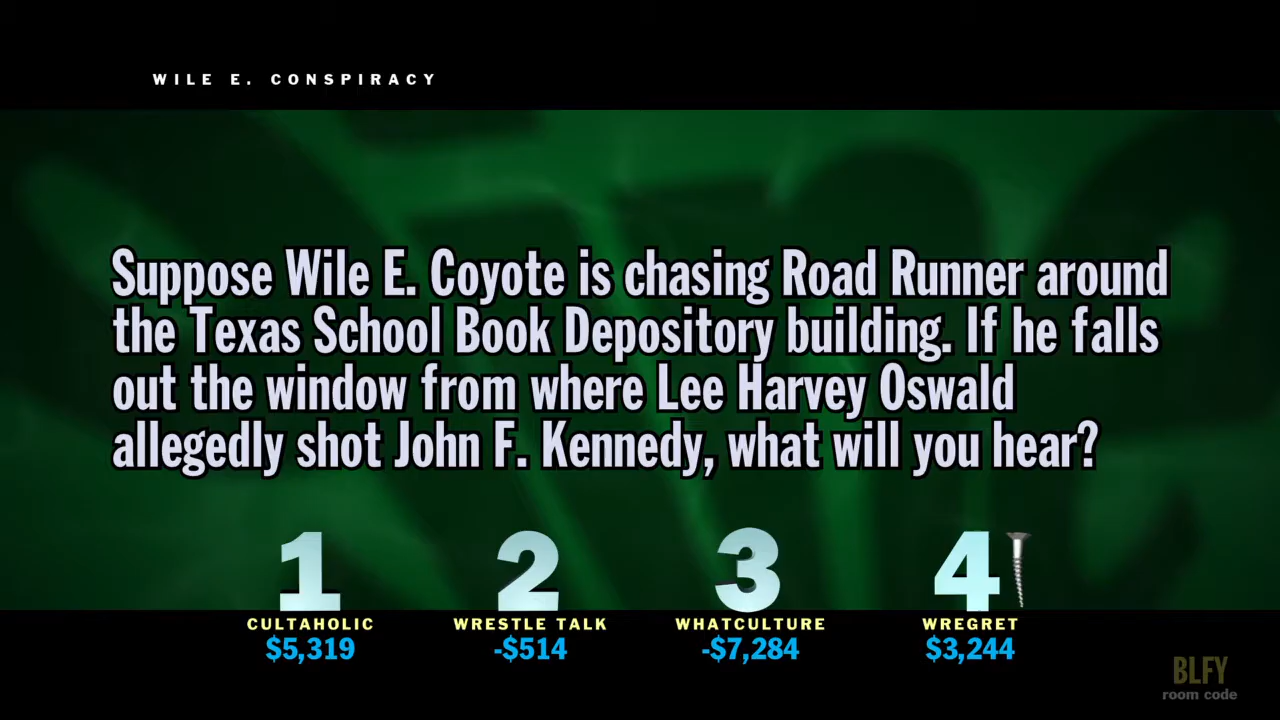 WILE E. CONSPIRACY
Suppose Wile E. Coyote is chasing Road Runner around
the Texas School Book Depository building. If he falls
out the window from where Lee Harvey Oswald
allegedly shot John F. Kennedy, what will you hear?
1 2 3 4
CULTAHOLIC WRESTLE TALK WHATCULTURE WREGRET
$5,319 -$514 -$7,284 $3,244
BLFY
room code